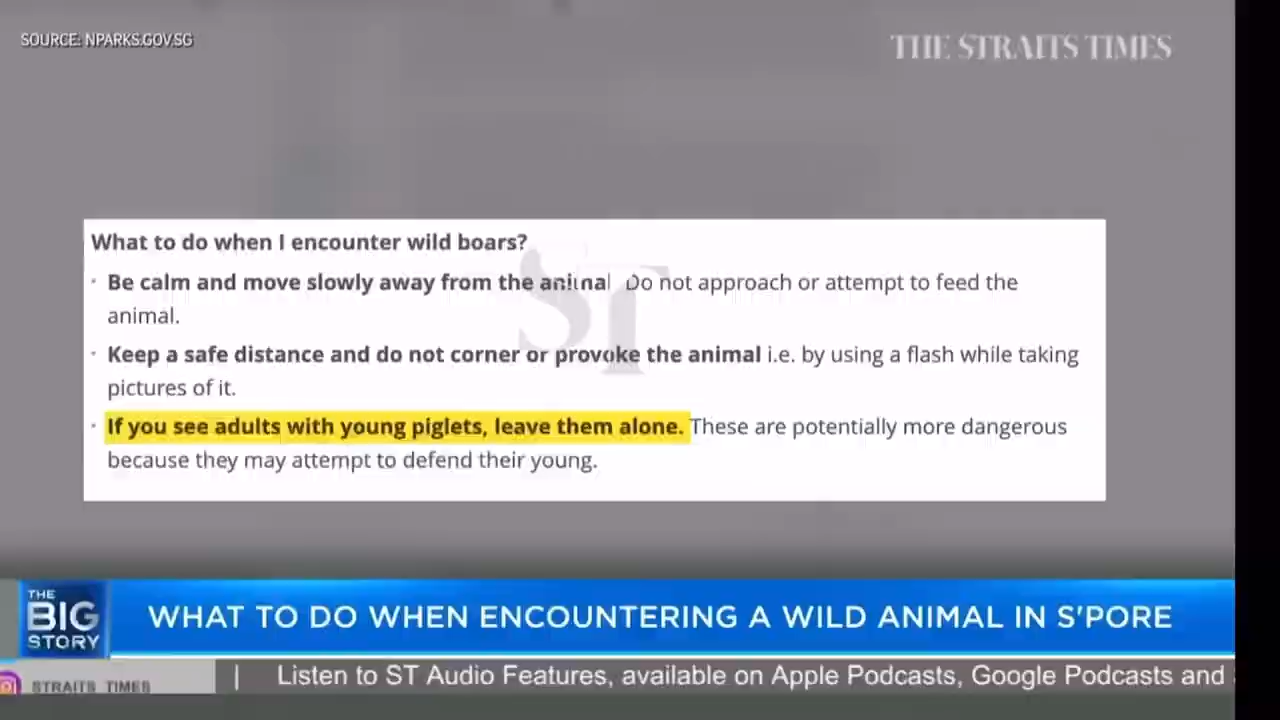 SOURCE: NPARKS.GOV.SG
THE STRAITS TIMES
What to do when I encounter wild boars?
· Be calm and move slowly away from the animal Do not approach or attempt to feed the
animal.
· Keep a safe distance and do not corner or provoke the animal i.e. by using a flash while taking
pictures of it.
· If you see adults with young piglets, leave them alone. These are potentially more dangerous
because they may attempt to defend their young.
ST
THE
BIG
STORY
WHAT TO DO WHEN ENCOUNTERING A WILD ANIMAL IN S'PORE
STRAITS_TIMES
| Listen to ST Audio Features, available on Apple Podcasts, Google Podcasts and